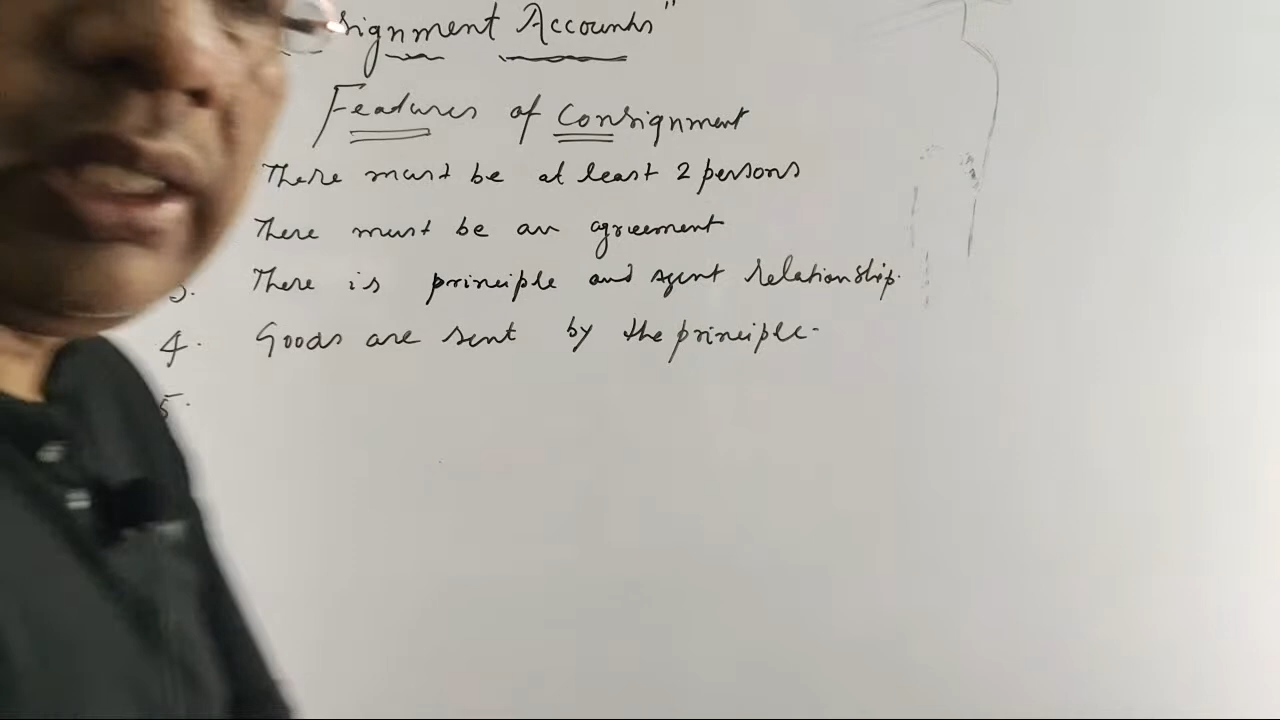 signment Accounts"
Features of Consignment
There must be at least 2 persons
There must be an agreement
3. There is principle and agent relationship.
4. Goods are sent by the principle.
5.